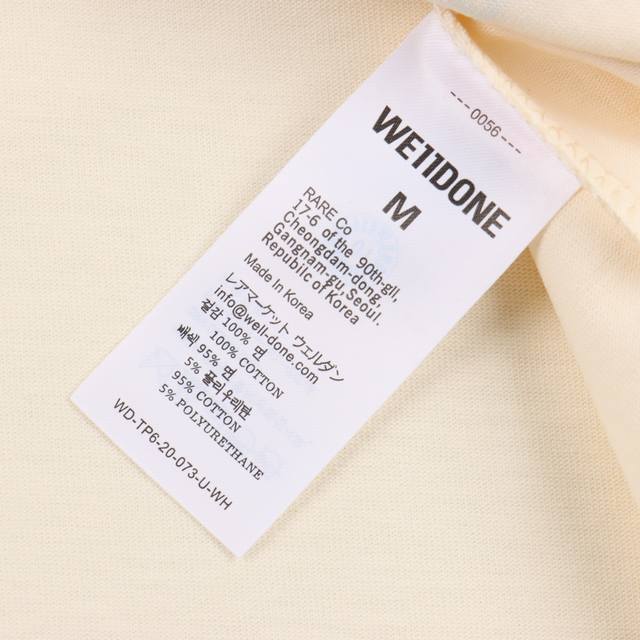 ---0056---
WE11DONE
M
RARE Co
17-6 of the 90th-gil,
Cheongdam-dong,
Gangnam-gu,Seoul.
Republic of Korea
Made in Korea
レアマーケット ウェルダン
info@well-done.com
겉감 100% 면
100% COTTON
배색 95% 면
5% 폴리우레탄
95% COTTON
5% POLYURETHANE
WD-TP6-20-073-U-WH